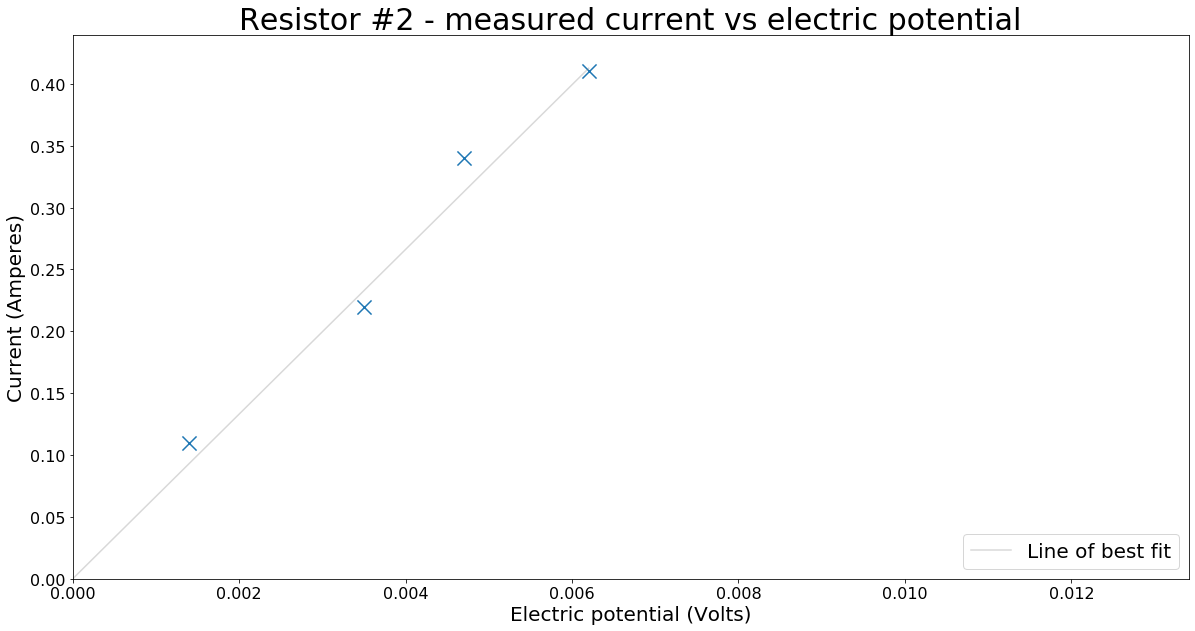 Resistor #2 - measured current vs electric potential
Current (Amperes)
0.40
0.35
0.30
0.25
0.20
0.15
0.10
0.05
0.00
0.000 0.002 0.004 0.006 0.008 0.010 0.012
Electric potential (Volts)
Line of best fit